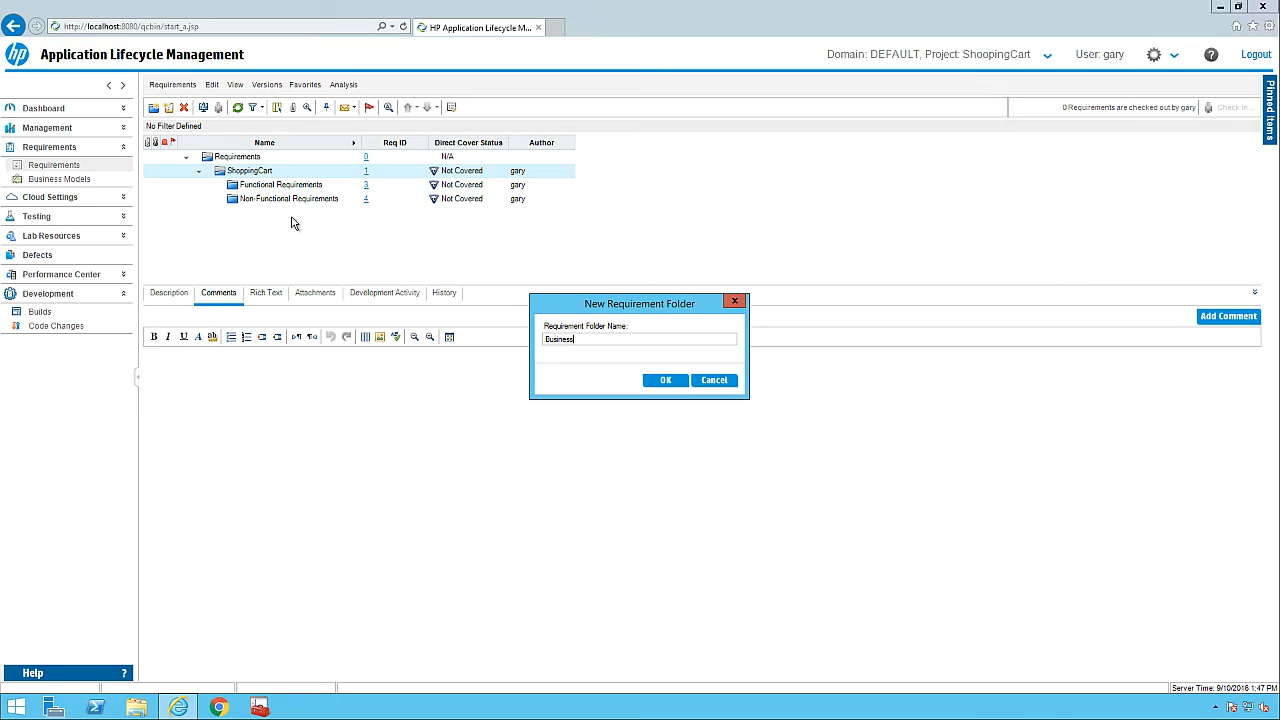 http://localhost:8080/qcbin/start_a.jsp
HP Application Lifecycle M...
hp Application Lifecycle Management
Domain: DEFAULT, Project: ShoopingCart
User: gary
Logout
Pinned Items
Requirements Edit View Versions Favorites Analysis
0 Requirements are checked out by gary
Check In...
No Filter Defined
Name Req ID Direct Cover Status Author
Requirements 0 N/A
ShoppingCart 1 Not Covered gary
Functional Requirements 3 Not Covered gary
Non-Functional Requirements 4 Not Covered gary
Dashboard
Management
Requirements
Requirements
Business Models
Cloud Settings
Testing
Lab Resources
Defects
Performance Center
Development
Builds
Code Changes
Description Comments Rich Text Attachments Development Activity History
Add Comment
B I U A ab
New Requirement Folder
Requirement Folder Name:
Business
OK Cancel
Help ?
Server Time: 9/10/2016 1:47 PM